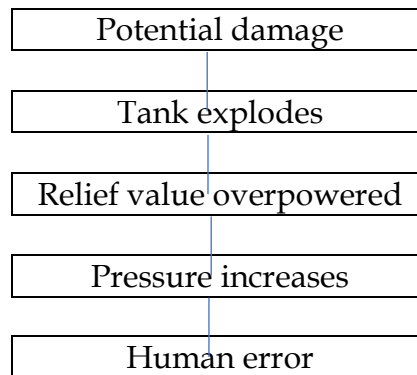 Potential damage
Tank explodes
Relief value overpowered
Pressure increases
Human error